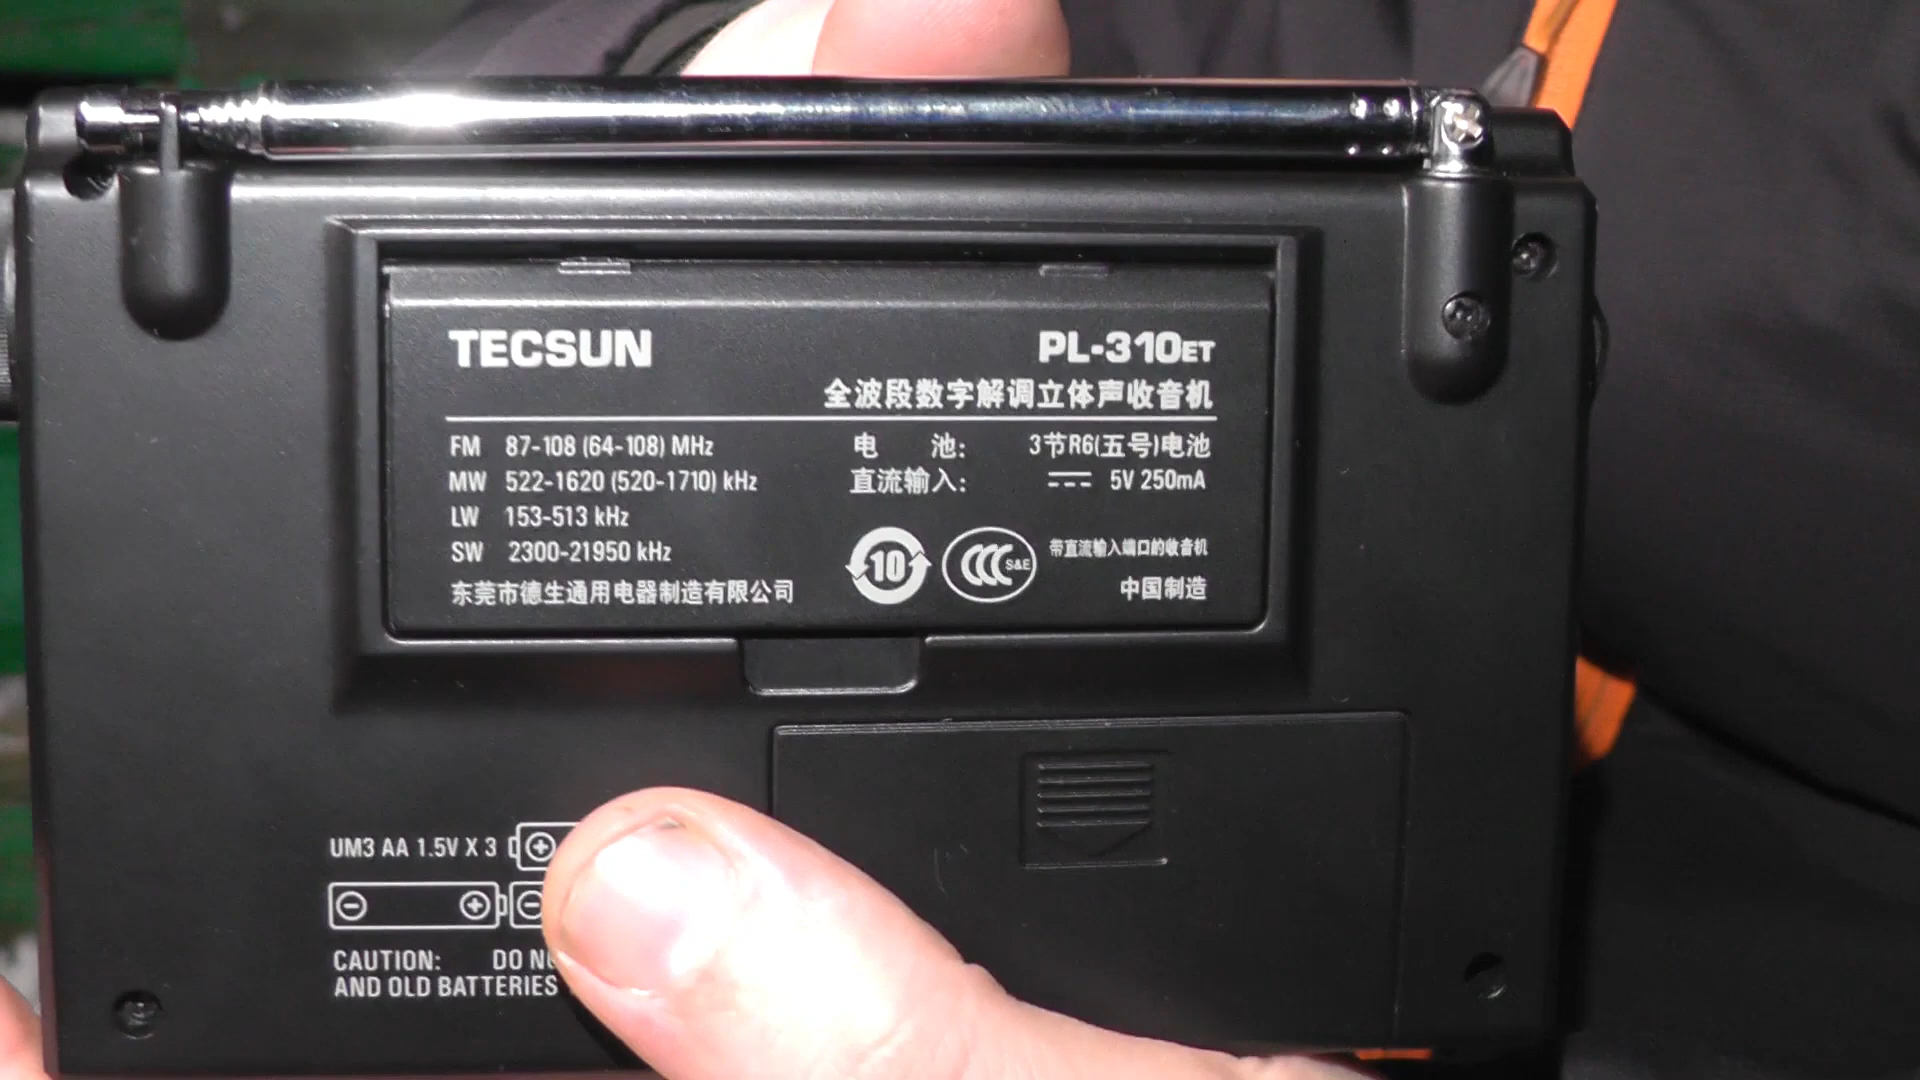 TECSUN PL-310ET
全波段数字解调立体声收音机
FM 87-108 (64-108) MHz 电 池: 3节R6(五号)电池
MW 522-1620 (520-1710) kHz 直流输入: 5V 250mA
LW 153-513 kHz
SW 2300-21950 kHz 10 CCC S&E 带直流输入端口的收音机
东莞市德生通用电器制造有限公司 中国制造
UM3 AA 1.5V X 3
CAUTION: DO
AND OLD BATTERIES